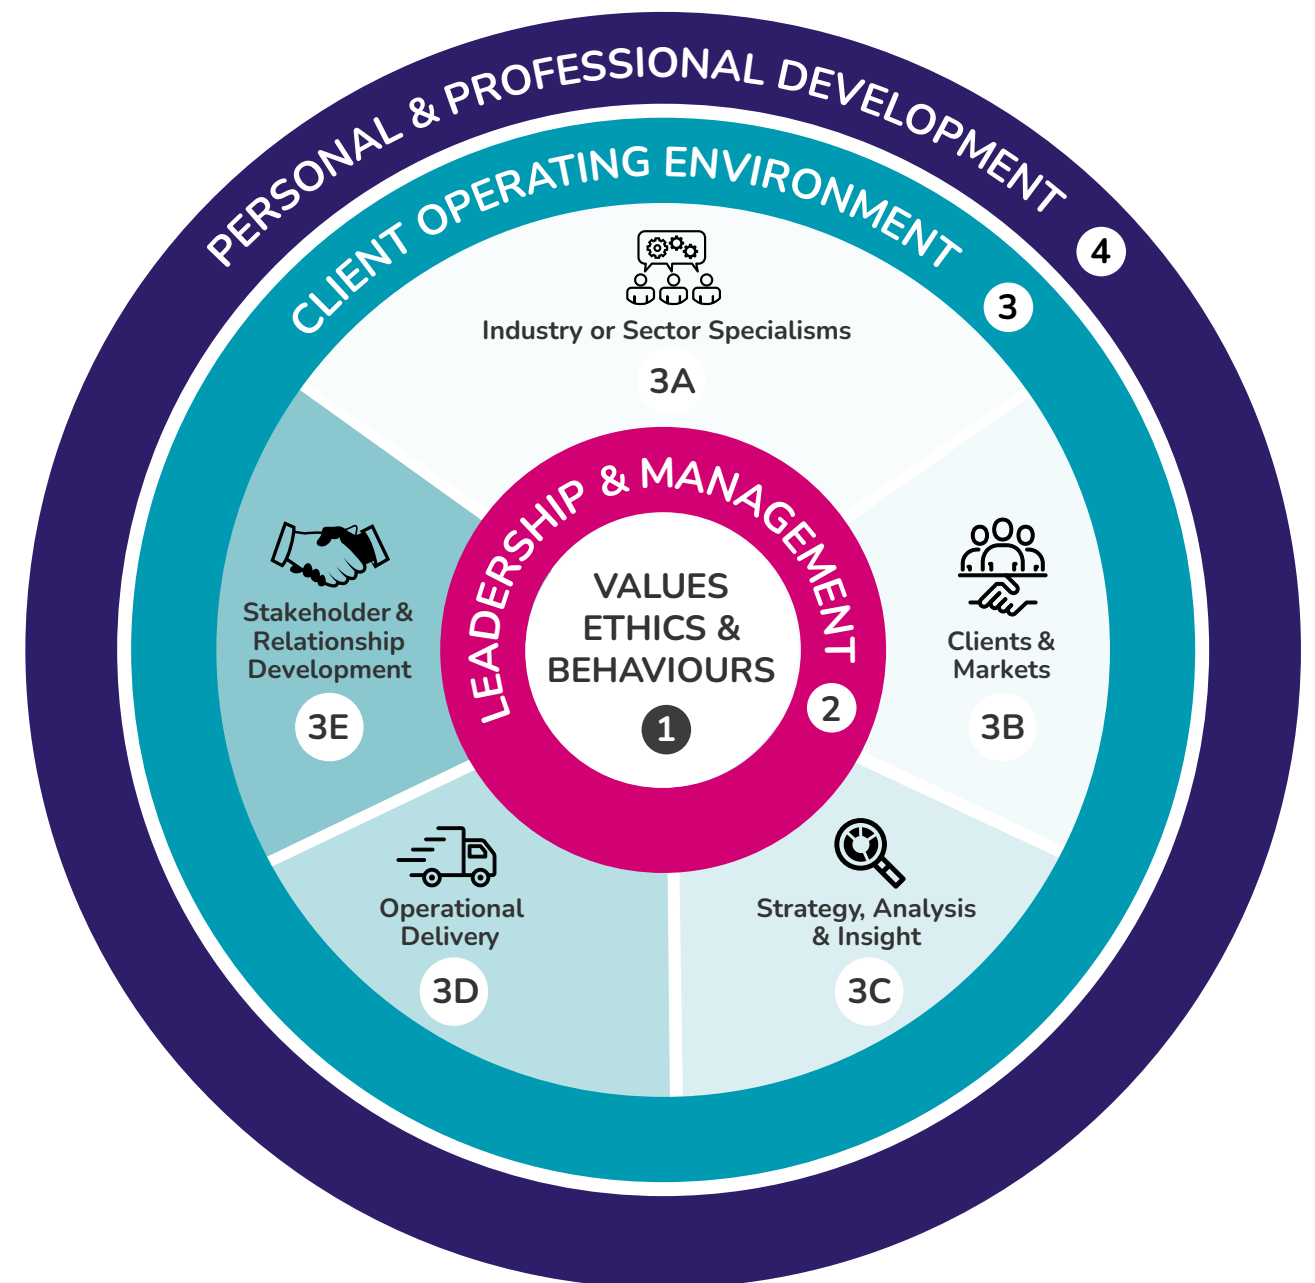 PERSONAL & PROFESSIONAL DEVELOPMENT
4
CLIENT OPERATING ENVIRONMENT
3
Industry or Sector Specialisms
3A
LEADERSHIP & MANAGEMENT
2
VALUES
ETHICS &
BEHAVIOURS
1
Clients &
Markets
3B
Strategy, Analysis
& Insight
3C
Operational
Delivery
3D
Stakeholder &
Relationship
Development
3E